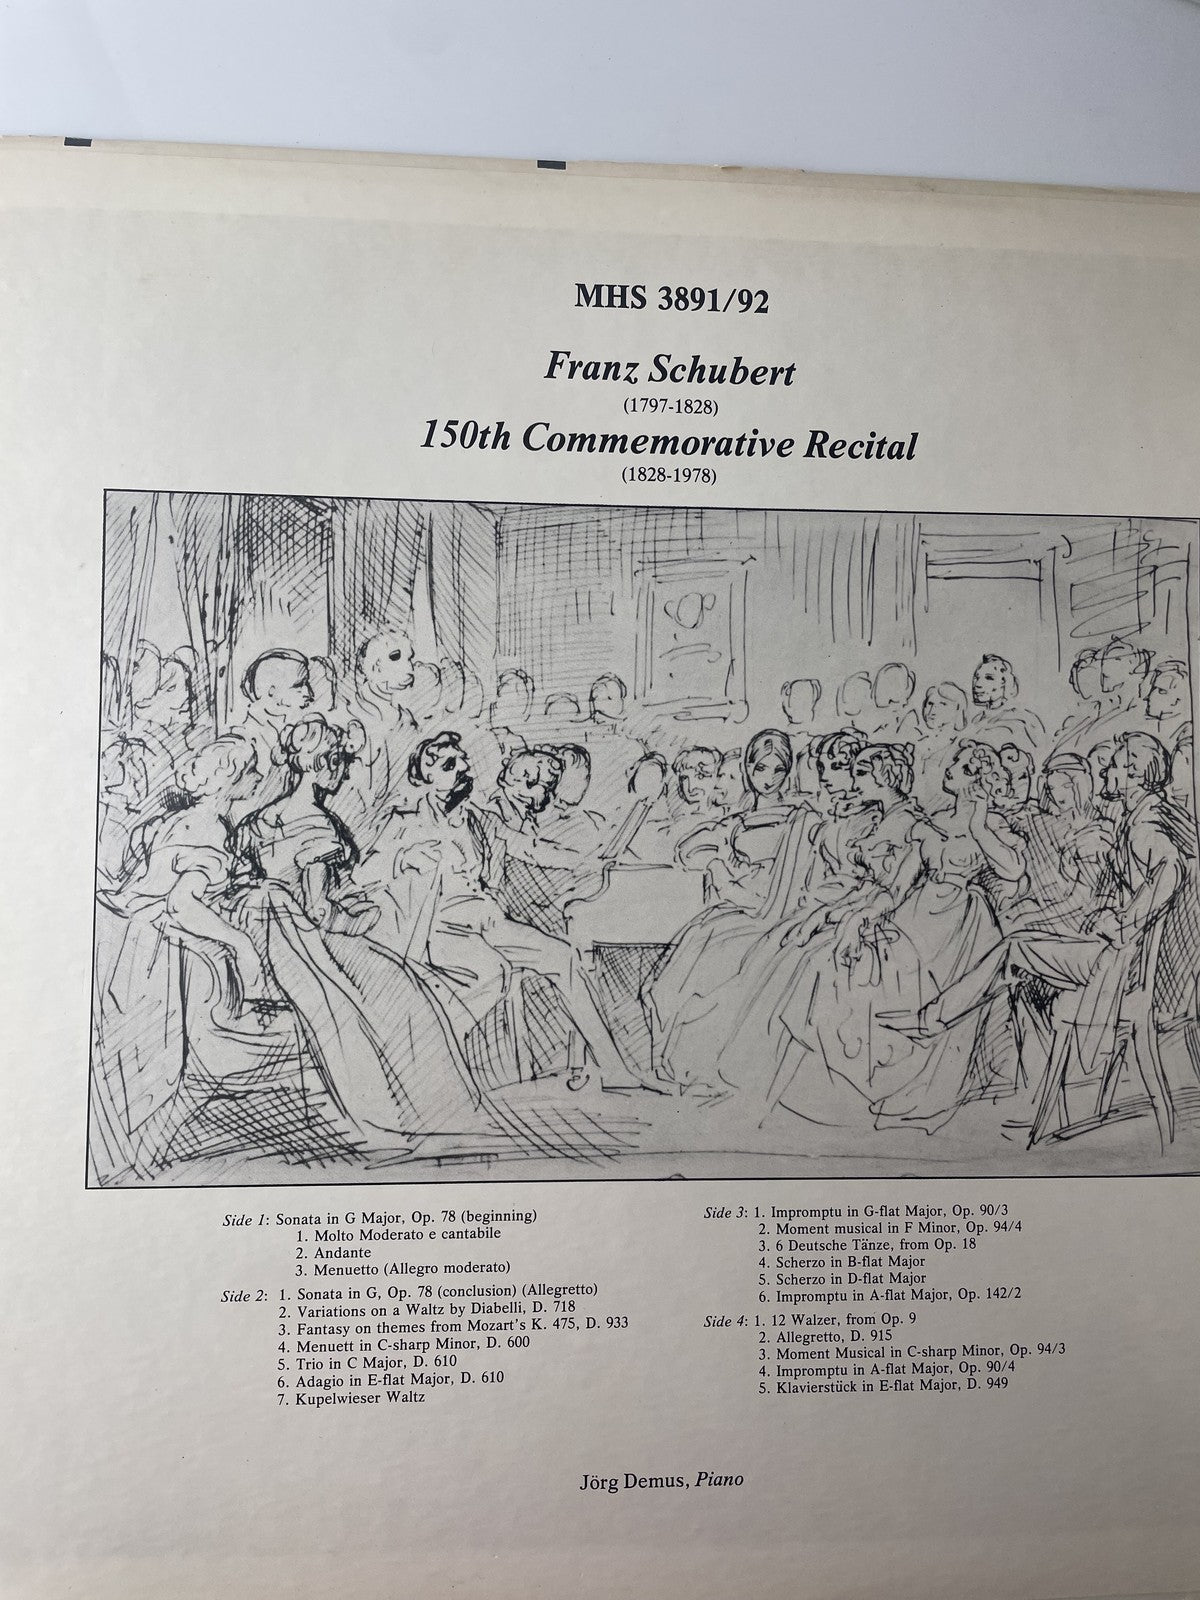 MHS 3891/92
Franz Schubert
(1797-1828)
150th Commemorative Recital
(1828-1978)
Side 1: Sonata in G Major, Op. 78 (beginning)
1. Molto Moderato e cantabile
2. Andante
3. Menuetto (Allegro moderato)
Side 2: 1. Sonata in G, Op. 78 (conclusion) (Allegretto)
2. Variations on a Waltz by Diabelli, D. 718
3. Fantasy on themes from Mozart's K. 475, D. 933
4. Menuett in C-sharp Minor, D. 600
5. Trio in C Major, D. 610
6. Adagio in E-flat Major, D. 610
7. Kupelwieser Waltz
Side 3: 1. Impromptu in G-flat Major, Op. 90/3
2. Moment musical in F Minor, Op. 94/4
3. 6 Deutsche Tänze, from Op. 18
4. Scherzo in B-flat Major
5. Scherzo in D-flat Major
6. Impromptu in A-flat Major, Op. 142/2
Side 4: 1. 12 Walzer, from Op. 9
2. Allegretto, D. 915
3. Moment Musical in C-sharp Minor, Op. 94/3
4. Impromptu in A-flat Major, Op. 90/4
5. Klavierstück in E-flat Major, D. 949
Jörg Demus, Piano